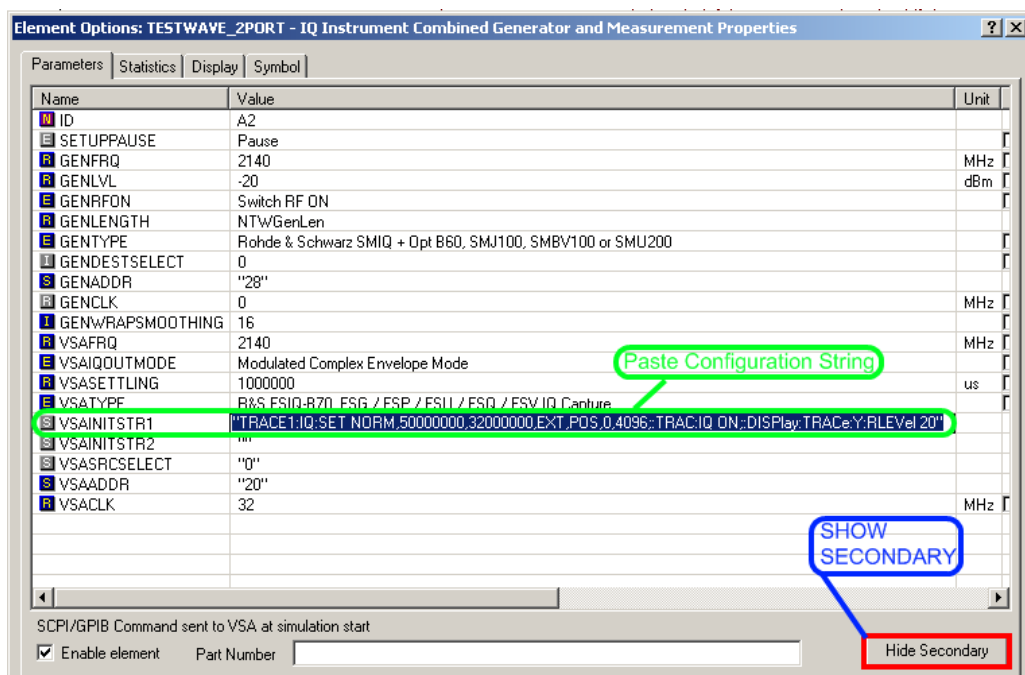 Element Options: TESTWAVE_2PORT - IQ Instrument Combined Generator and Measurement Properties
Parameters Statistics Display Symbol
Name Value Unit
N ID A2
E SETUPPAUSE Pause
R GENFRQ 2140 MHz
R GENLVL -20 dBm
E GENRFON Switch RF ON
R GENLENGTH NTWGenLen
E GENTYPE Rohde & Schwarz SMIQ + Opt B60, SMJ100, SMBV100 or SMU200
I GENDESTSELECT 0
S GENADDR "28"
R GENCLK 0 MHz
I GENWRAPSMOOTHING 16
R VSAFRQ 2140 MHz
E VSAIQOUTMODE Modulated Complex Envelope Mode
Paste Configuration String
R VSASETTLING 1000000 us
E VSATYPE R&S FSIQ-B70, FSG / FSP / FSU / FSQ / FSV IQ Capture
S VSAINITSTR1 "TRACE1:IQ:SET NORM,50000000,32000000,EXT,POS,0,4096;:TRAC:IQ ON;:DISPlay:TRACe:Y:RLEVel 20"
S VSAINITSTR2 ""
S VSASRCSELECT "0"
S VSAADDR "20"
R VSACLK 32 MHz
SHOW
SECONDARY
SCPI/GPIB Command sent to VSA at simulation start
Enable element Part Number Hide Secondary